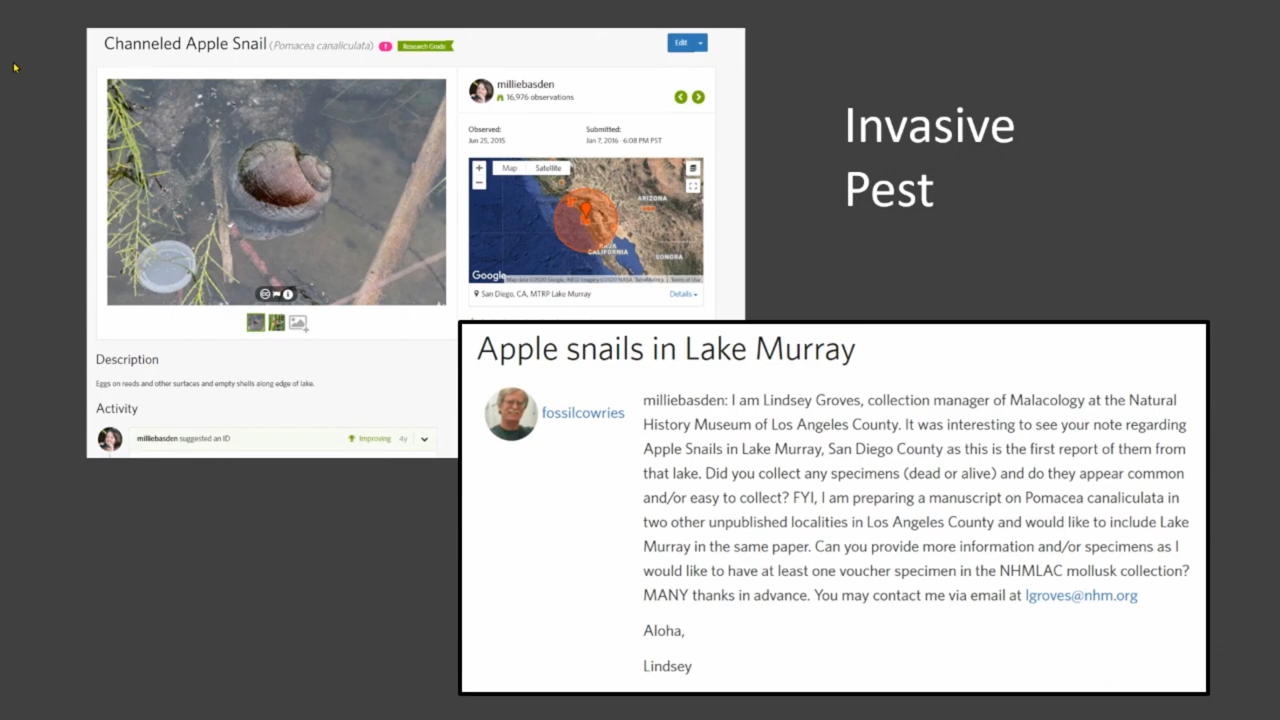 Channeled Apple Snail (Pomacea canaliculata) ! Research Grade
Edit
milliebasden
16,976 observations
Observed:
Jun 25, 2015
Submitted:
Jan 7, 2016 · 6:08 PM PST
Map
Satellite
ARIZONA
BAJA
CALIFORNIA
SONORA
Google
San Diego, CA, MTRP Lake Murray
Details
Description
Eggs on reeds and other surfaces and empty shells along edge of lake.
Activity
milliebasden suggested an ID
Improving 4y
Invasive
Pest
Apple snails in Lake Murray
fossilcowries
milliebasden: I am Lindsey Groves, collection manager of Malacology at the Natural
History Museum of Los Angeles County. It was interesting to see your note regarding
Apple Snails in Lake Murray, San Diego County as this is the first report of them from
that lake. Did you collect any specimens (dead or alive) and do they appear common
and/or easy to collect? FYI, I am preparing a manuscript on Pomacea canaliculata in
two other unpublished localities in Los Angeles County and would like to include Lake
Murray in the same paper. Can you provide more information and/or specimens as I
would like to have at least one voucher specimen in the NHMLAC mollusk collection?
MANY thanks in advance. You may contact me via email at lgroves@nhm.org
Aloha,
Lindsey